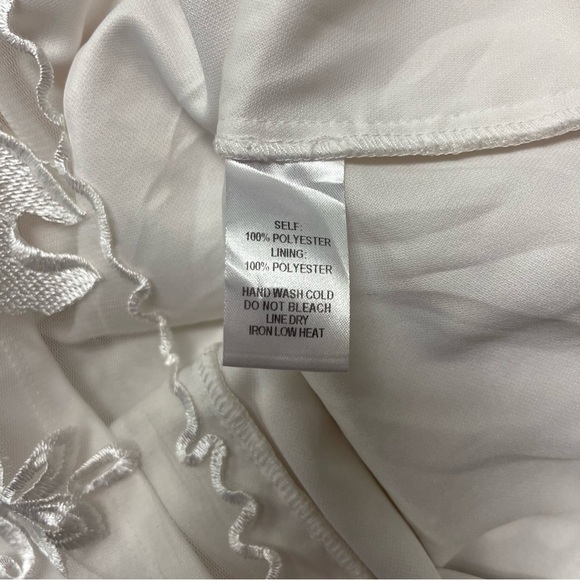 SELF:
100% POLYESTER
LINING:
100% POLYESTER
HAND WASH COLD
DO NOT BLEACH
LINE DRY
IRON LOW HEAT